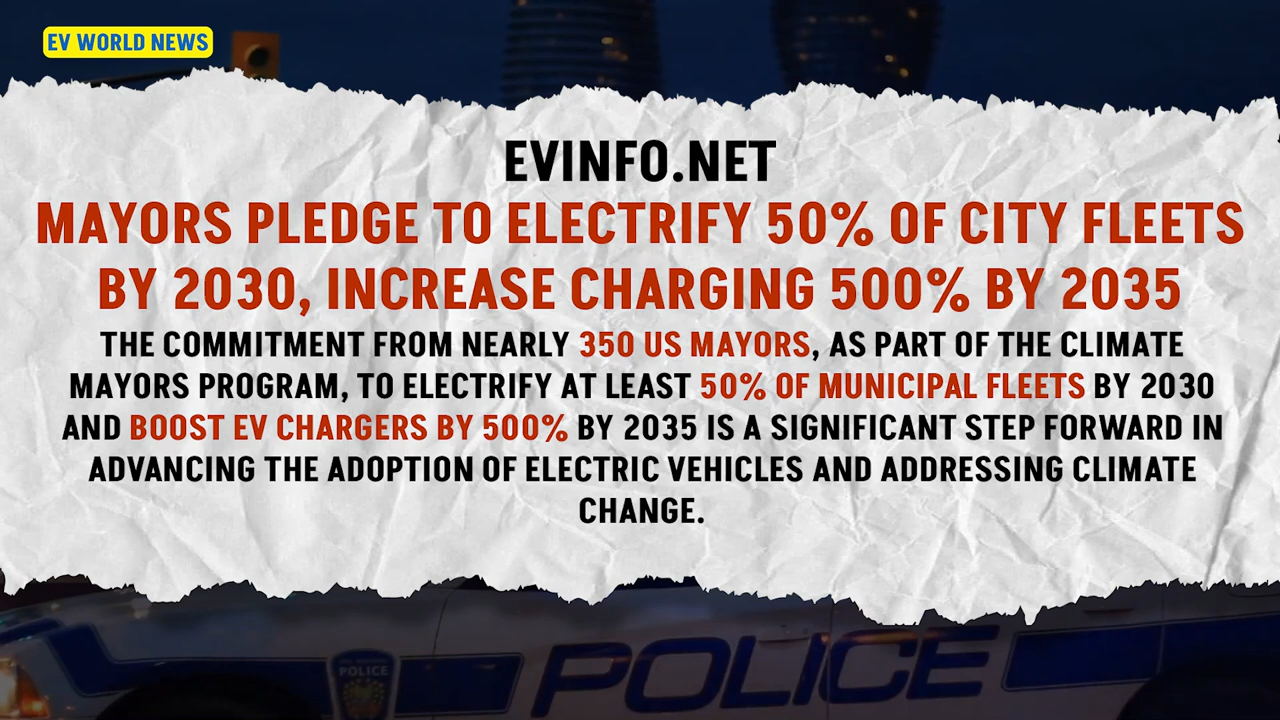 EV WORLD NEWS
EVINFO.NET
MAYORS PLEDGE TO ELECTRIFY 50% OF CITY FLEETS
BY 2030, INCREASE CHARGING 500% BY 2035
THE COMMITMENT FROM NEARLY 350 US MAYORS, AS PART OF THE CLIMATE
MAYORS PROGRAM, TO ELECTRIFY AT LEAST 50% OF MUNICIPAL FLEETS BY 2030
AND BOOST EV CHARGERS BY 500% BY 2035 IS A SIGNIFICANT STEP FORWARD IN
ADVANCING THE ADOPTION OF ELECTRIC VEHICLES AND ADDRESSING CLIMATE
CHANGE.
POLICE
POLICE